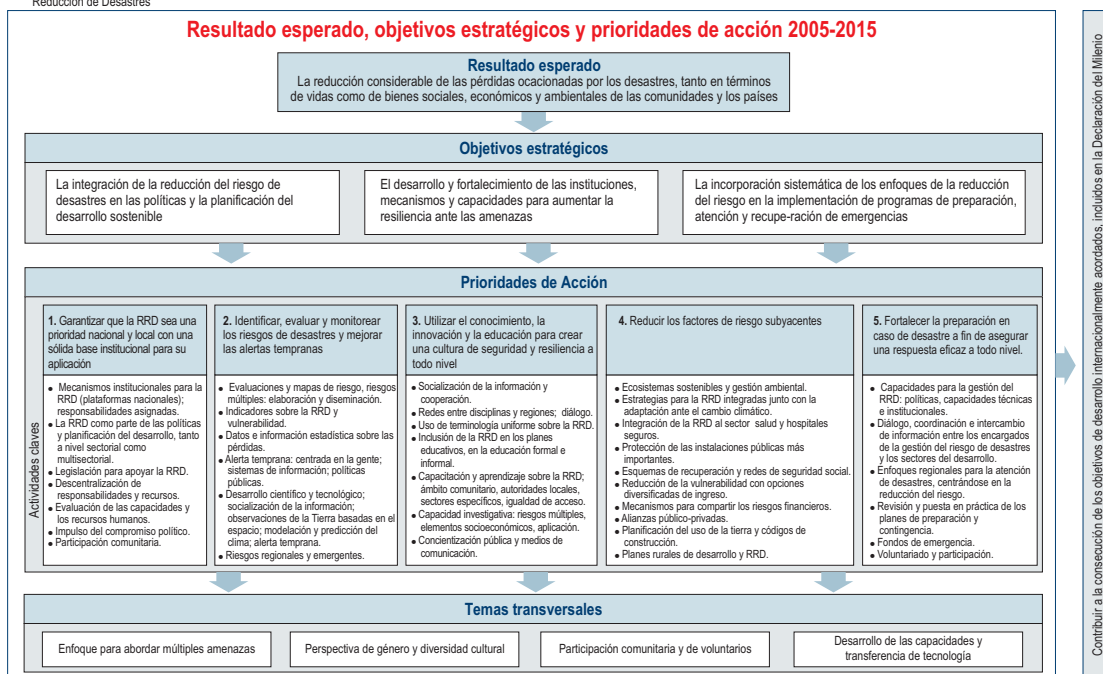 Reducción de Desastres
Resultado esperado, objetivos estratégicos y prioridades de acción 2005-2015
Resultado esperado
La reducción considerable de las pérdidas ocacionadas por los desastres, tanto en términos
de vidas como de bienes sociales, económicos y ambientales de las comunidades y los países
Objetivos estratégicos
La integración de la reducción del riesgo de
desastres en las políticas y la planificación del
desarrollo sostenible
El desarrollo y fortalecimiento de las instituciones,
mecanismos y capacidades para aumentar la
resiliencia ante las amenazas
La incorporación sistemática de los enfoques de la reducción
del riesgo en la implementación de programas de preparación,
atención y recupe-ración de emergencias
Prioridades de Acción
Actividades claves
1. Garantizar que la RRD sea una
prioridad nacional y local con una
sólida base institucional para su
aplicación
• Mecanismos institucionales para la
RRD (plataformas nacionales);
responsabilidades asignadas.
• La RRD como parte de las políticas
y planificación del desarrollo, tanto
a nivel sectorial como
multisectorial.
• Legislación para apoyar la RRD.
• Descentralización de
responsabilidades y recursos.
• Evaluación de las capacidades y
los recursos humanos.
• Impulso del compromiso político.
• Participación comunitaria.
2. Identificar, evaluar y monitorear
los riesgos de desastres y mejorar
las alertas tempranas
• Evaluaciones y mapas de riesgo, riesgos
múltiples: elaboración y diseminación.
• Indicadores sobre la RRD y
vulnerabilidad.
• Datos e información estadística sobre las
pérdidas.
• Alerta temprana: centrada en la gente;
sistemas de información; políticas
públicas.
• Desarrollo científico y tecnológico;
socialización de la información;
observaciones de la Tierra basadas en el
espacio; modelación y predicción del
clima; alerta temprana.
• Riesgos regionales y emergentes.
3. Utilizar el conocimiento, la
innovación y la educación para crear
una cultura de seguridad y resiliencia a
todo nivel
• Socialización de la información y
cooperación.
• Redes entre disciplinas y regiones; diálogo.
• Uso de terminología uniforme sobre la RRD.
• Inclusión de la RRD en los planes
educativos, en la educación formal e
informal.
• Capacitación y aprendizaje sobre la RRD;
ámbito comunitario, autoridades locales,
sectores específicos, igualdad de acceso.
• Capacidad investigativa: riesgos múltiples,
elementos socioeconómicos, aplicación.
• Concientización pública y medios de
comunicación.
4. Reducir los factores de riesgo subyacentes
• Ecosistemas sostenibles y gestión ambiental.
• Estrategias para la RRD integradas junto con la
adaptación ante el cambio climático.
• Integración de la RRD al sector salud y hospitales
seguros.
• Protección de las instalaciones públicas más
importantes.
• Esquemas de recuperación y redes de seguridad social.
• Reducción de la vulnerabilidad con opciones
diversificadas de ingreso.
• Mecanismos para compartir los riesgos financieros.
• Alianzas público-privadas.
• Planificación del uso de la tierra y códigos de
construcción.
• Planes rurales de desarrollo y RRD.
5. Fortalecer la preparación en
caso de desastre a fin de asegurar
una respuesta eficaz a todo nivel.
• Capacidades para la gestión del
RRD: políticas, capacidades técnicas
e institucionales.
• Diálogo, coordinación e intercambio
de información entre los encargados
de la gestión del riesgo de desastres
y los sectores del desarrollo.
• Enfoques regionales para la atención
de desastres, centrándose en la
reducción del riesgo.
• Revisión y puesta en práctica de los
planes de preparación y
contingencia.
• Fondos de emergencia.
• Voluntariado y participación.
Temas transversales
Enfoque para abordar múltiples amenazas
Perspectiva de género y diversidad cultural
Participación comunitaria y de voluntarios
Desarrollo de las capacidades y
transferencia de tecnología
Contribuir a la consecución de los objetivos de desarrollo internacionalmente acordados, incluidos en la Declaración del Milenio